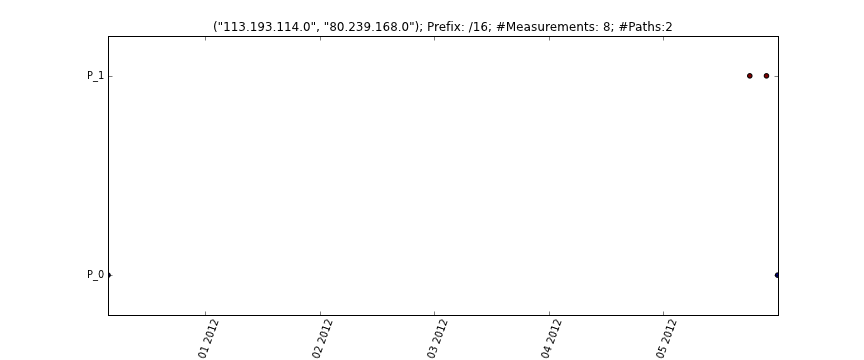 ("113.193.114.0", "80.239.168.0"); Prefix: /16; #Measurements: 8; #Paths:2
P_1
P_0
01 2012
02 2012
03 2012
04 2012
05 2012